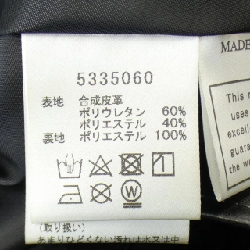 5335060
表地 合成皮革
ポリウレタン 60%
ポリエステル 40%
裏地 ポリエステル 100%
W
MADE
This
uses
excel
guara
the w
(取り扱い)